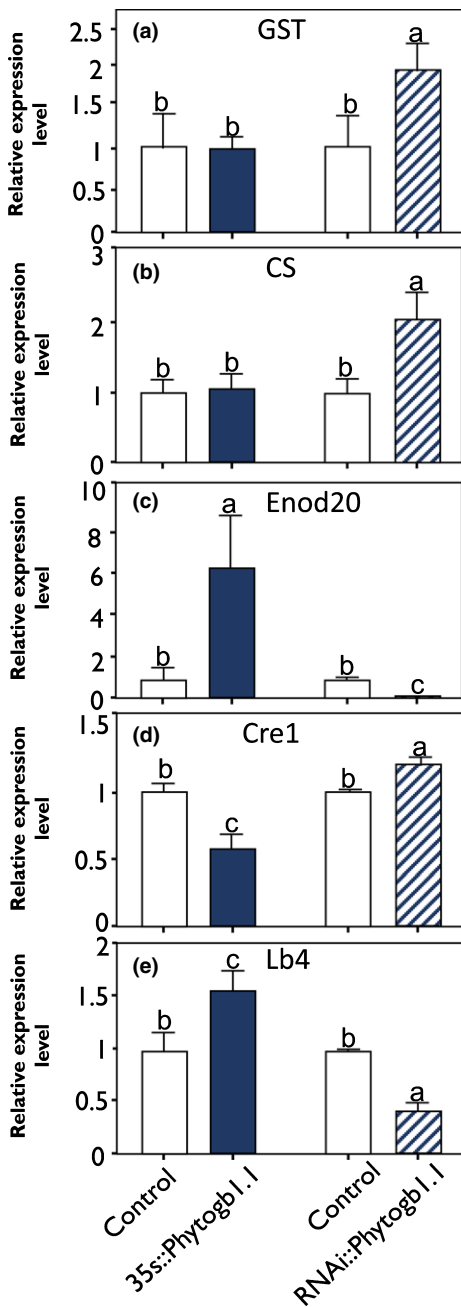 (a) GST
Relative expression
level
2.5
2
1.5
1
0.5
0
b
b
b
a
(b) CS
Relative expression
level
3
2
1
0
b
b
b
a
(c) Enod20
Relative expression
level
10
8
6
4
2
0
b
a
b
c
(d) Cre1
Relative expression
level
1.5
1
0.5
0
b
c
b
a
(e) Lb4
Relative expression
level
2
1.5
1
0.5
0
b
c
b
a
Control
35s::Phytogb1.1
Control
RNAi::Phytogb1.1